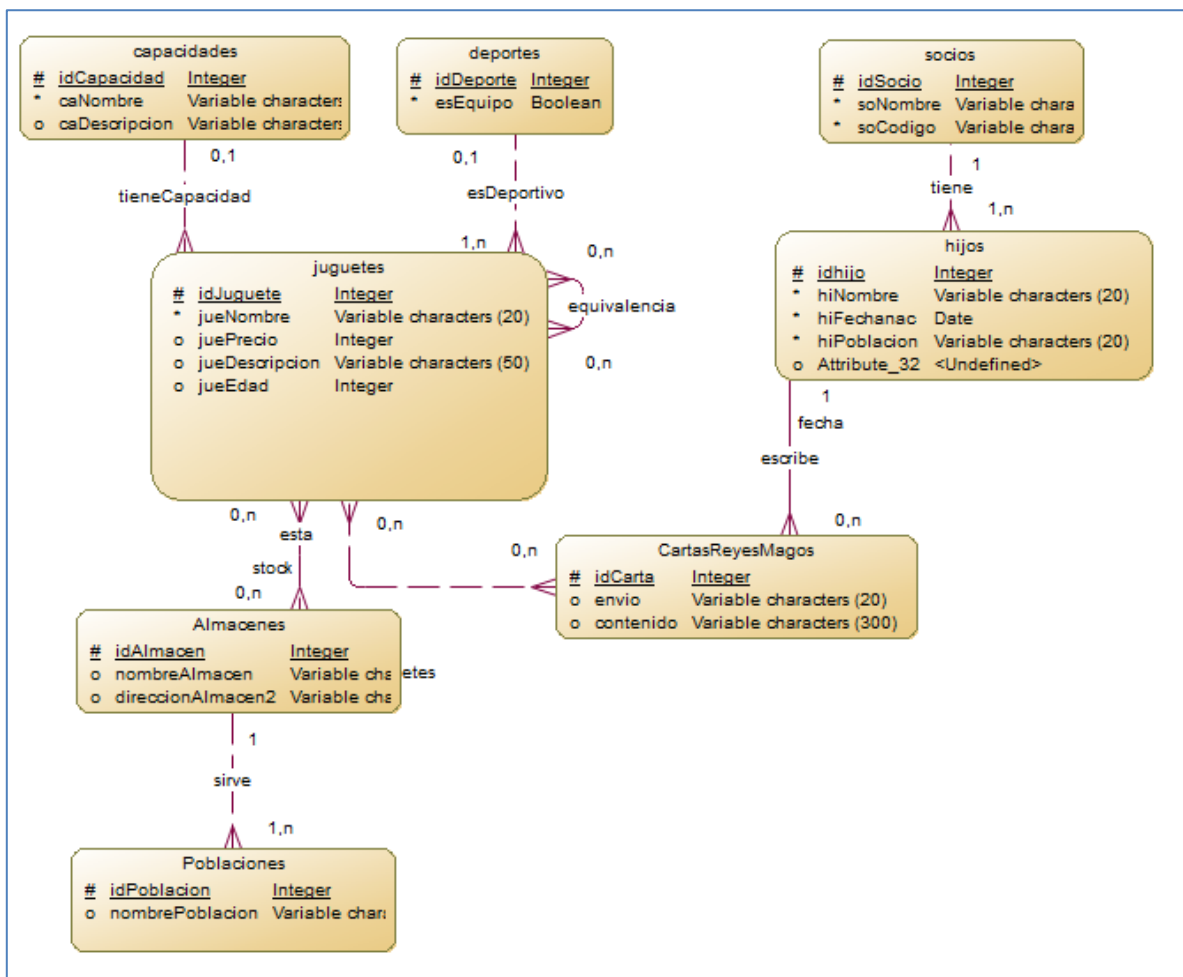 capacidades
# idCapacidad Integer
* caNombre Variable characters
o caDescripcion Variable characters
deportes
# idDeporte Integer
* esEquipo Boolean
socios
# idSocio Integer
* soNombre Variable chara
* soCodigo Variable chara
0,1
tieneCapacidad
0,1
esDeportivo
1,n
1
tiene
1,n
juguetes
# idJuguete Integer
* jueNombre Variable characters (20)
o juePrecio Integer
o jueDescripcion Variable characters (50)
o jueEdad Integer
0,n
equivalencia
0,n
hijos
# idhijo Integer
* hiNombre Variable characters (20)
* hiFechanac Date
* hiPoblacion Variable characters (20)
o Attribute_32 <Undefined>
1
fecha
escribe
0,n
0,n
esta
stock
0,n
0,n
0,n
CartasReyesMagos
# idCarta Integer
o envio Variable characters (20)
o contenido Variable characters (300)
Almacenes
# idAlmacen Integer
o nombreAlmacen Variable cha
o direccionAlmacen2 Variable cha
etes
1
sirve
1,n
Poblaciones
# idPoblacion Integer
o nombrePoblacion Variable chara